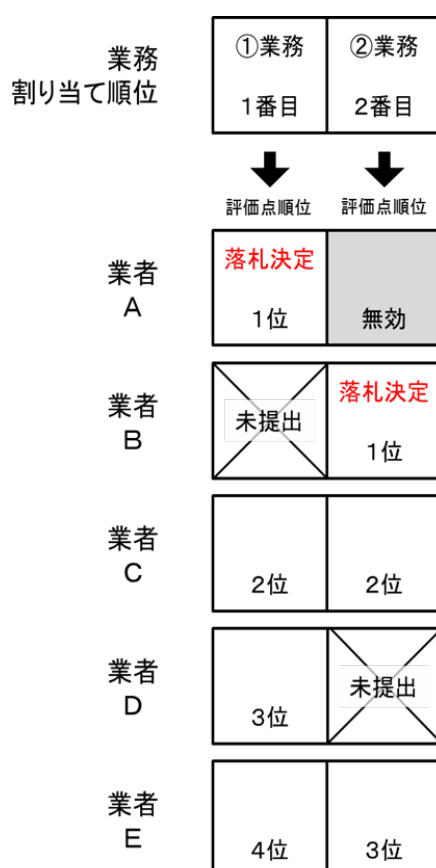 業務
割り当て順位
①業務 ②業務
1番目 2番目
評価点順位 評価点順位
業者
A
落札決定
1位 無効
業者
B
未提出
落札決定
1位
業者
C
2位 2位
業者
D
3位
未提出
業者
E
4位 3位